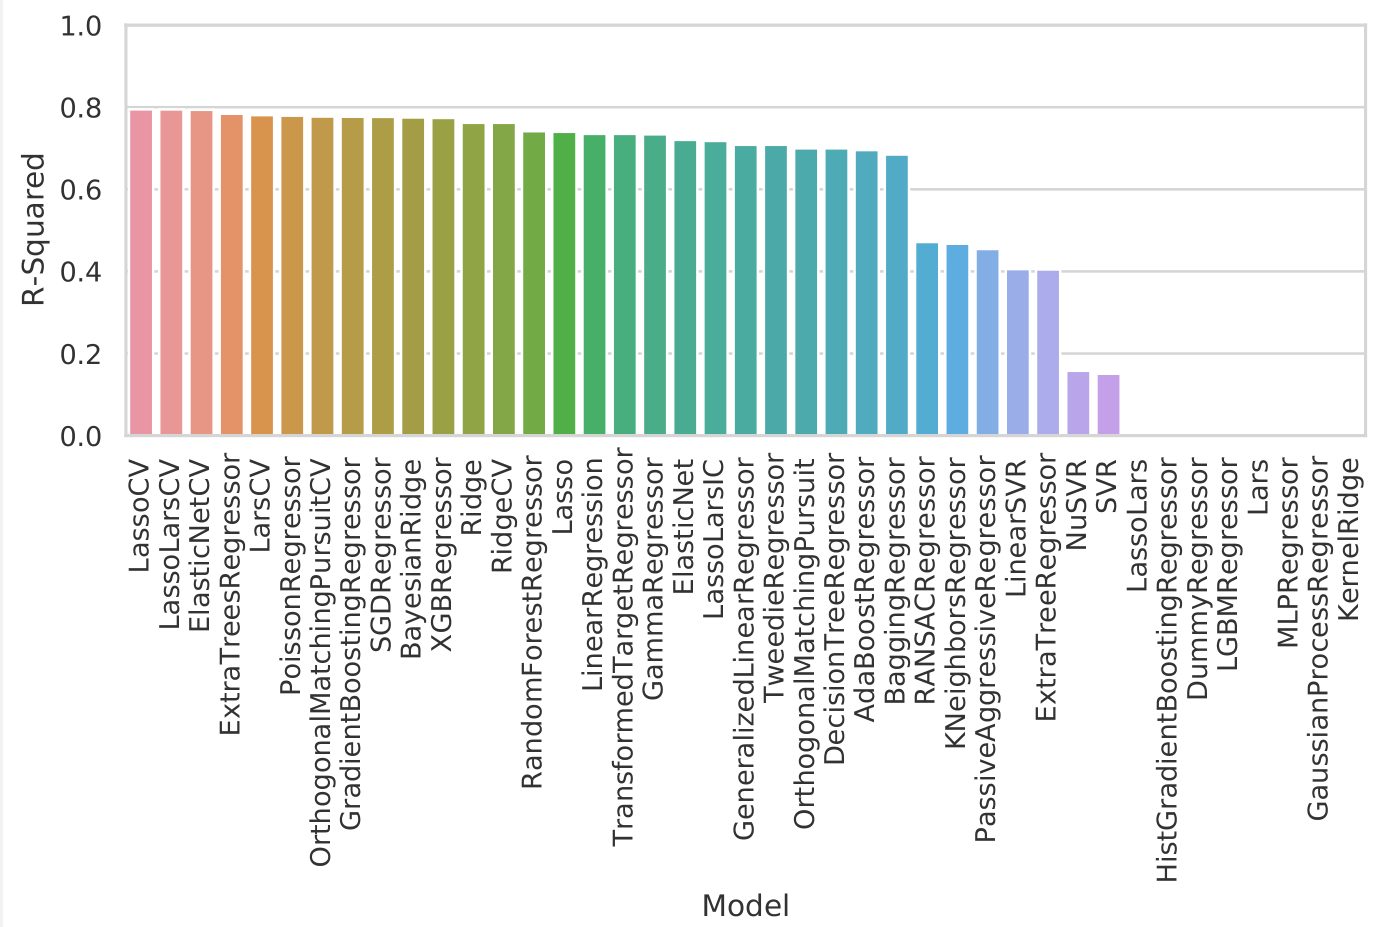 1.0
0.8
0.6
0.4
0.2
0.0
R-Squared
LassoCV
LassoLarsCV
ElasticNetCV
ExtraTreesRegressor
LarsCV
PoissonRegressor
OrthogonalMatchingPursuitCV
GradientBoostingRegressor
SGDRegressor
BayesianRidge
XGBRegressor
Ridge
RidgeCV
RandomForestRegressor
Lasso
LinearRegression
TransformedTargetRegressor
GammaRegressor
ElasticNet
LassoLarsIC
GeneralizedLinearRegressor
TweedieRegressor
OrthogonalMatchingPursuit
DecisionTreeRegressor
AdaBoostRegressor
BaggingRegressor
RANSACRegressor
KNeighborsRegressor
PassiveAggressiveRegressor
LinearSVR
ExtraTreeRegressor
NuSVR
SVR
LassoLars
HistGradientBoostingRegressor
DummyRegressor
LGBMRegressor
Lars
MLPRegressor
GaussianProcessRegressor
KernelRidge
Model